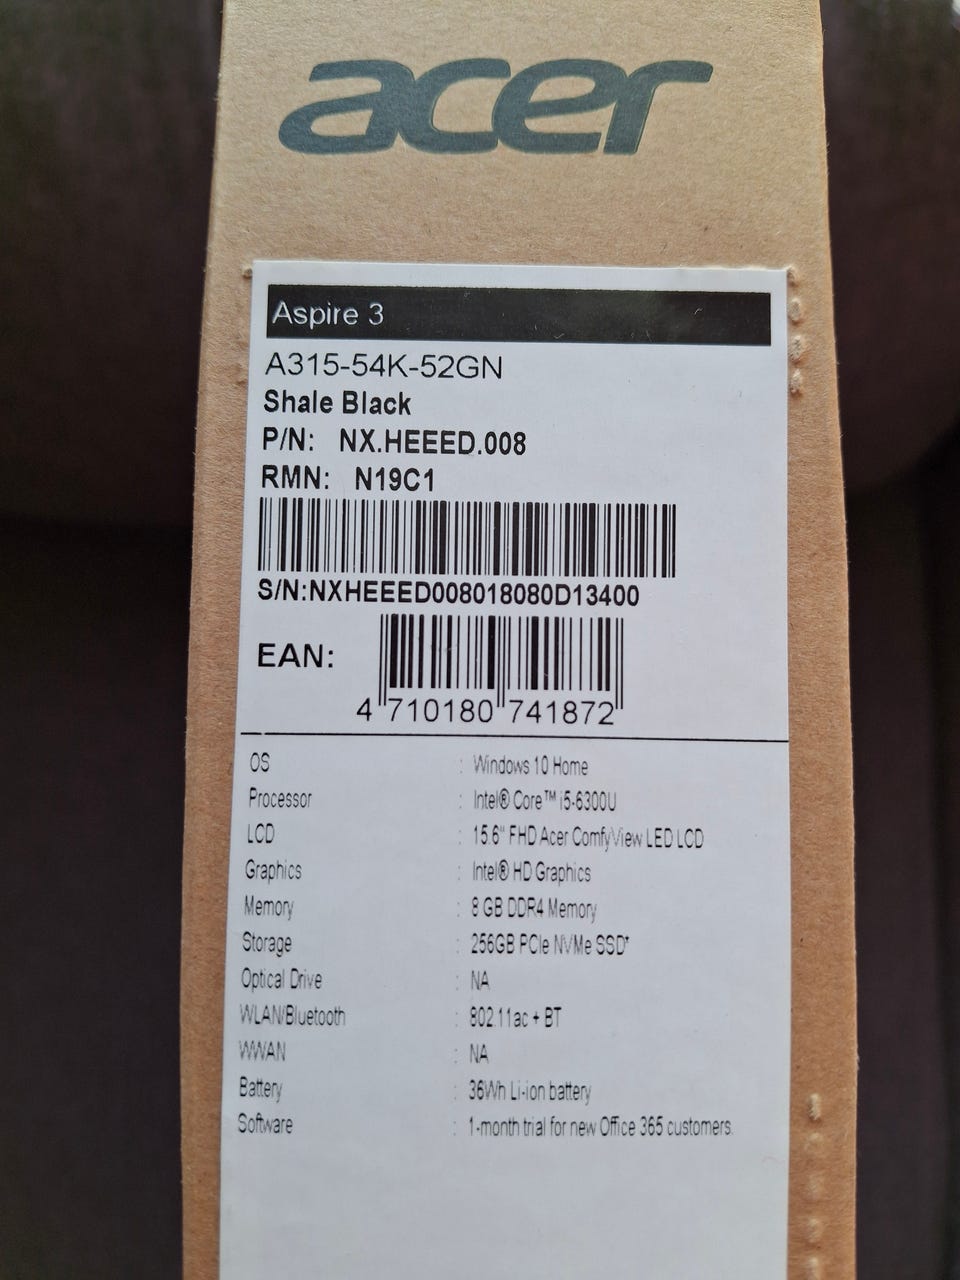 acer
Aspire 3
A315-54K-52GN
Shale Black
P/N: NX.HEEED.008
RMN: N19C1
S/N:NXHEEED008018080D13400
EAN:
4 710180 741872
OS : Windows 10 Home
Processor : Intel® Core™ i5-6300U
LCD : 15.6" FHD Acer ComfyView LED LCD
Graphics : Intel® HD Graphics
Memory : 8 GB DDR4 Memory
Storage : 256GB PCIe NVMe SSD*
Optical Drive : NA
WLAN/Bluetooth : 802.11ac + BT
WWAN : NA
Battery : 36Wh Li-ion battery
Software : 1-month trial for new Office 365 customers.